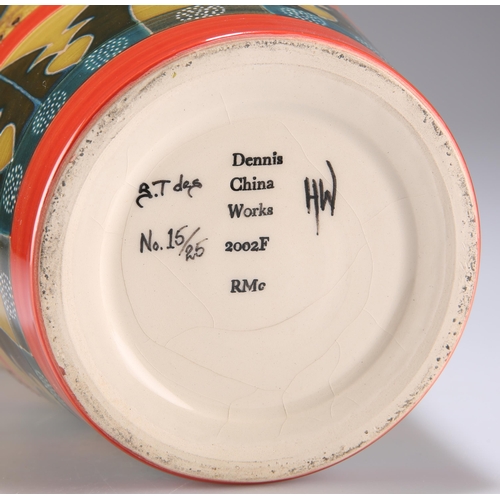 Dennis
China
Works
2002F
RMc
S.T des
No. 15/25
HW